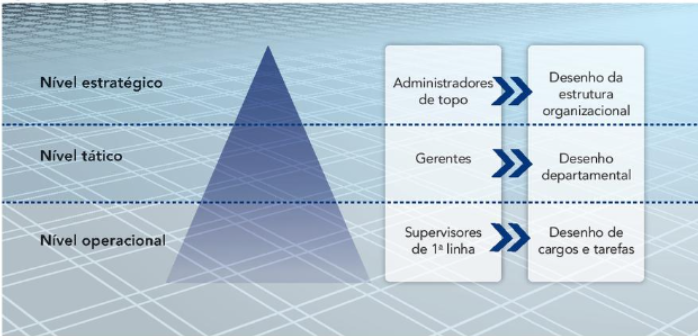 Nível estratégico
Administradores
de topo
Desenho da
estrutura
organizacional
Nível tático
Gerentes
Desenho
departamental
Nível operacional
Supervisores
de 1ª linha
Desenho de
cargos e tarefas